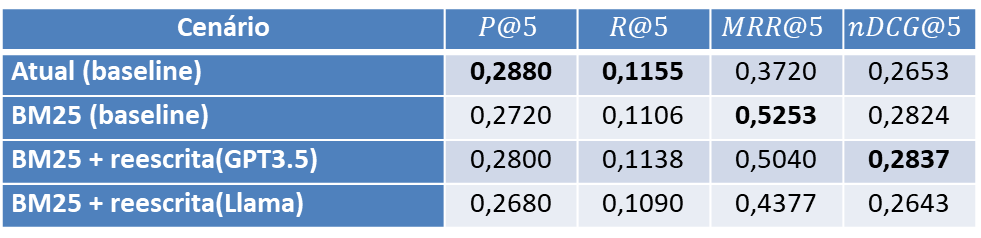 Cenário P@5 R@5 MRR@5 nDCG@5
Atual (baseline) 0,2880 0,1155 0,3720 0,2653
BM25 (baseline) 0,2720 0,1106 0,5253 0,2824
BM25 + reescrita(GPT3.5) 0,2800 0,1138 0,5040 0,2837
BM25 + reescrita(Llama) 0,2680 0,1090 0,4377 0,2643